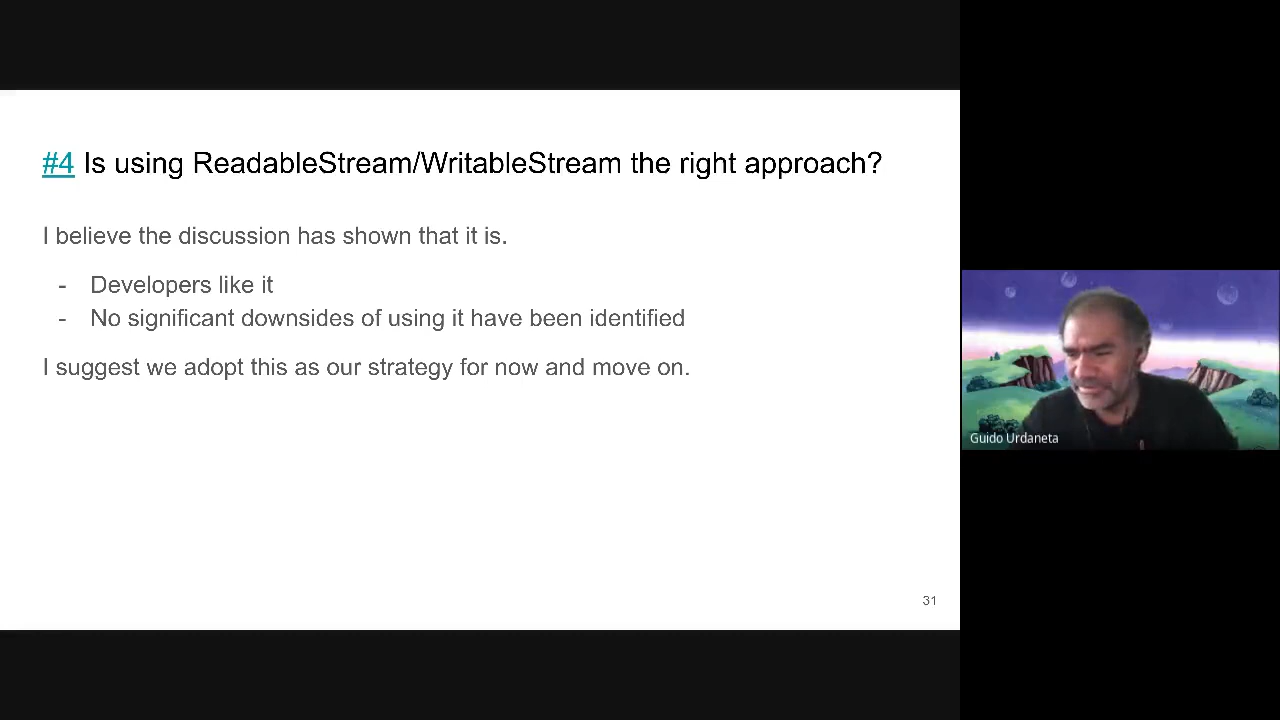 #4 Is using ReadableStream/WritableStream the right approach?
I believe the discussion has shown that it is.
- Developers like it
- No significant downsides of using it have been identified
I suggest we adopt this as our strategy for now and move on.
Guido Urdaneta
31